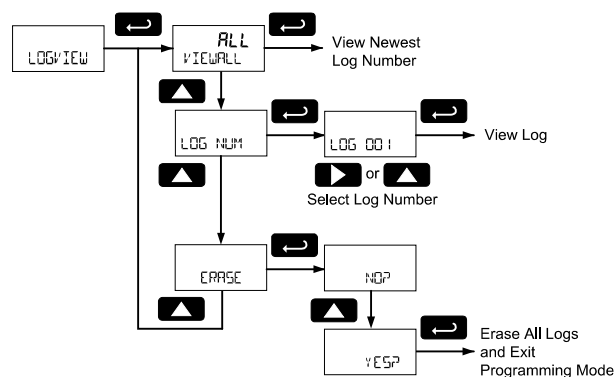 LOGVIEW
ALL
VIEWALL
View Newest
Log Number
LOG NUM
LOG 001
View Log
or
Select Log Number
ERASE
NO?
YES?
Erase All Logs
and Exit
Programming Mode